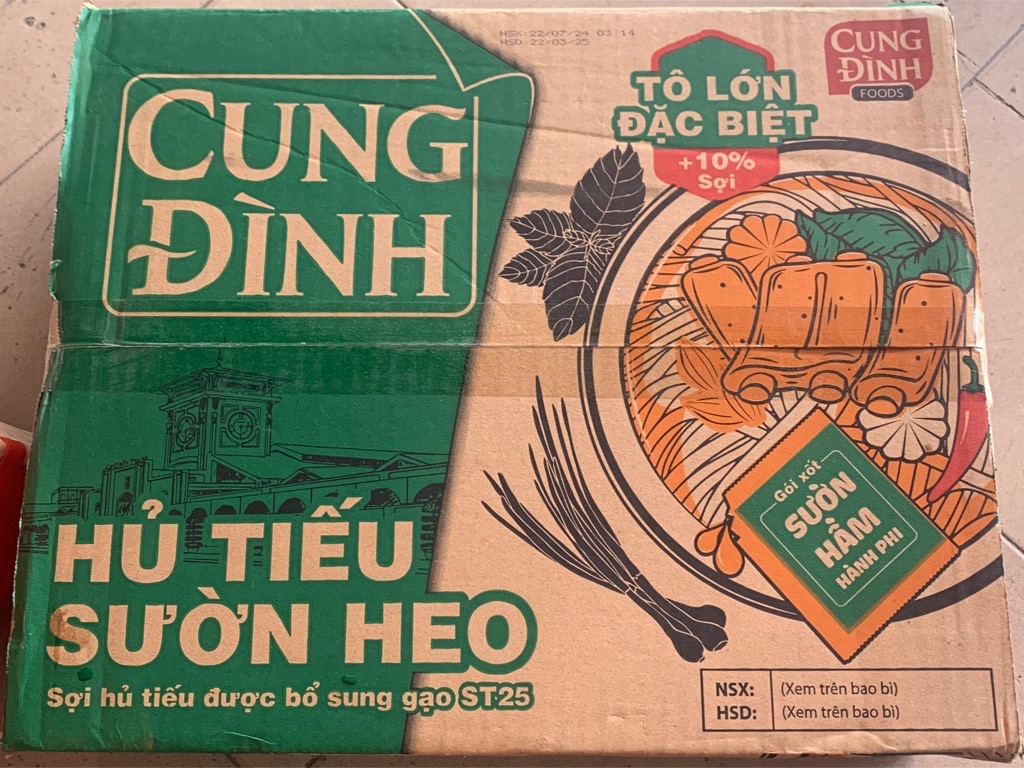 NSX: 22/07/24 03 14
HSD: 22/03/25
CUNG
ĐÌNH
TÔ LỚN
ĐẶC BIỆT
+10%
Sợi
CUNG
ĐÌNH
FOODS
Gói xốt
SƯỜN
HẦM
HÀNH PHI
HỦ TIẾU
SƯỜN HEO
Sợi hủ tiếu được bổ sung gạo ST25
NSX: (Xem trên bao bì)
HSD: (Xem trên bao bì)